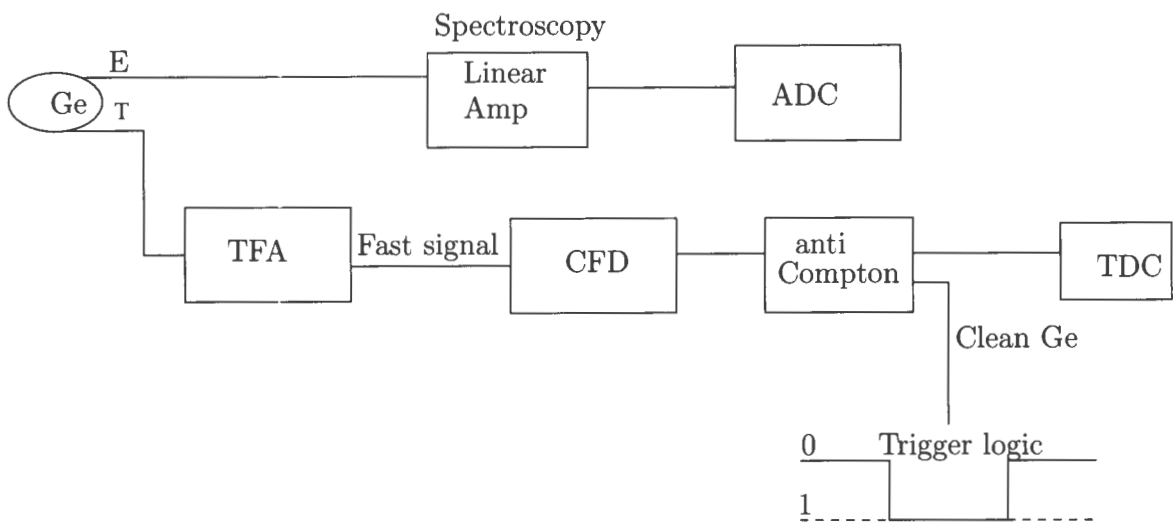 Spectroscopy
E
Linear
Amp
ADC
Ge
T
TFA
Fast signal
CFD
anti
Compton
TDC
Clean Ge
0
Trigger logic
1